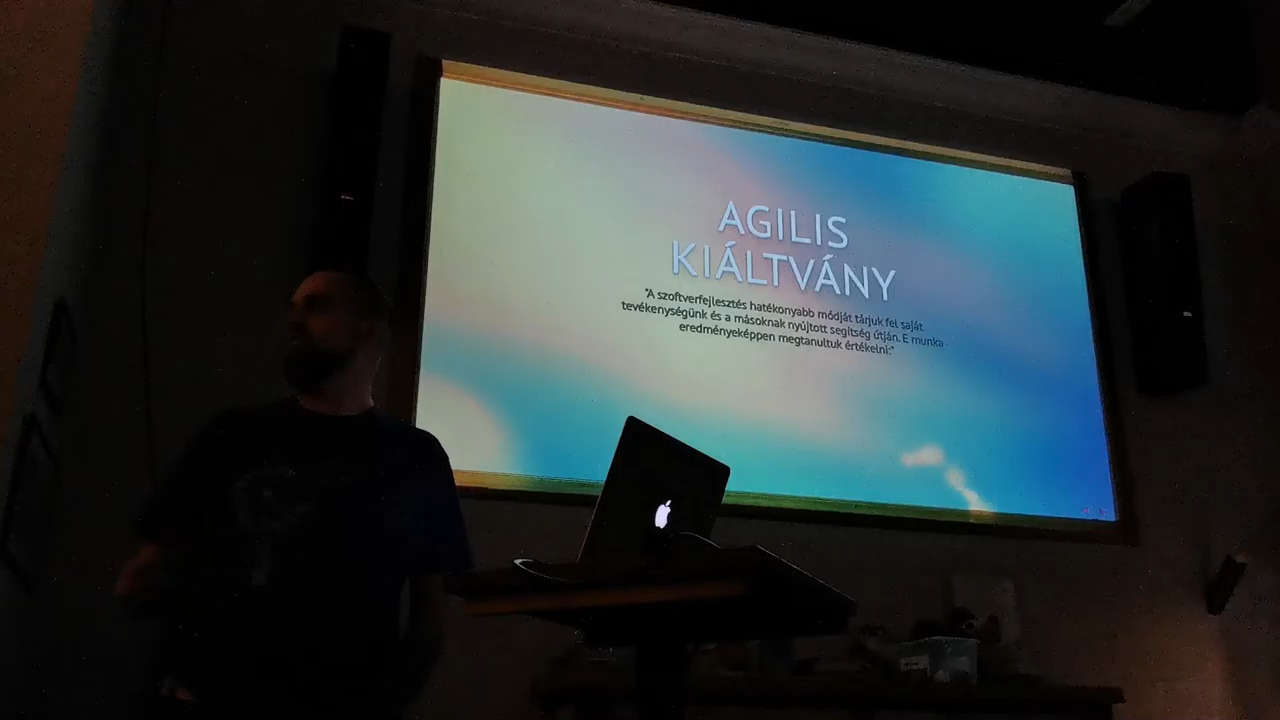 AGILIS
KIÁLTVÁNY
"A szoftverfejlesztés hatékonyabb módját tárjuk fel saját
tevékenységünk és a másoknak nyújtott segítség útján. E munka
eredményeképpen megtanultuk értékelni:"